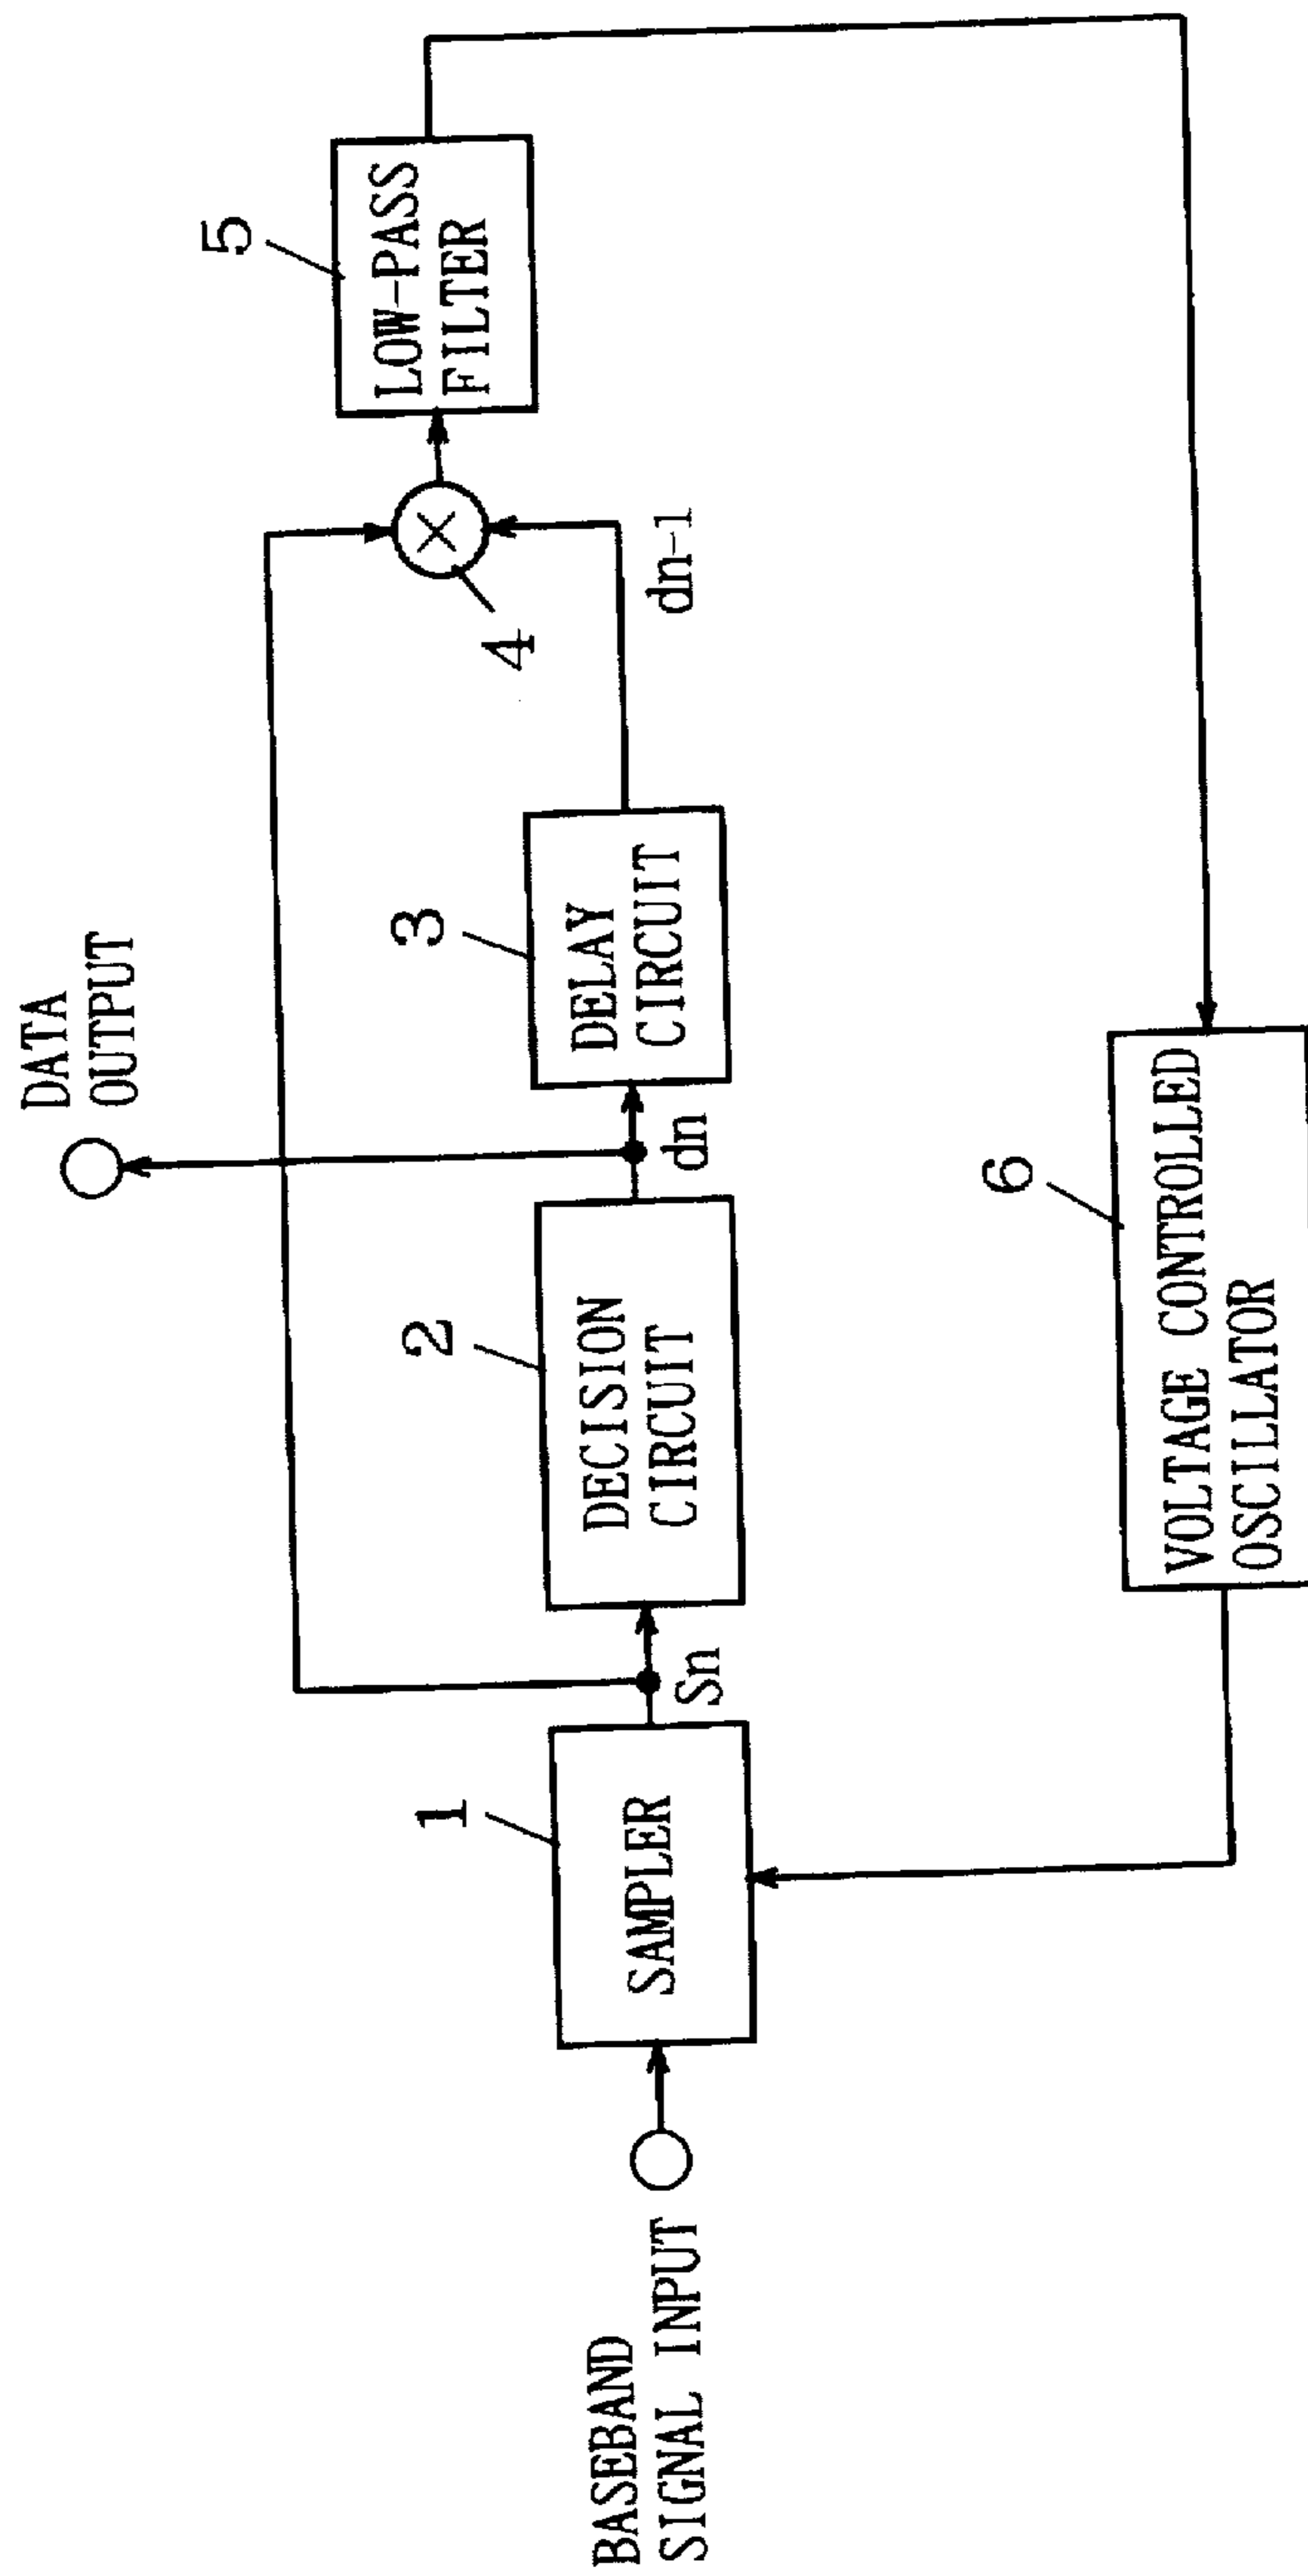 DATA
OUTPUT
5
LOW-PASS
FILTER
4
dn-1
3
DELAY
CIRCUIT
dn
2
DECISION
CIRCUIT
Sn
1
SAMPLER
BASEBAND
SIGNAL INPUT
6
VOLTAGE CONTROLLED
OSCILLATOR